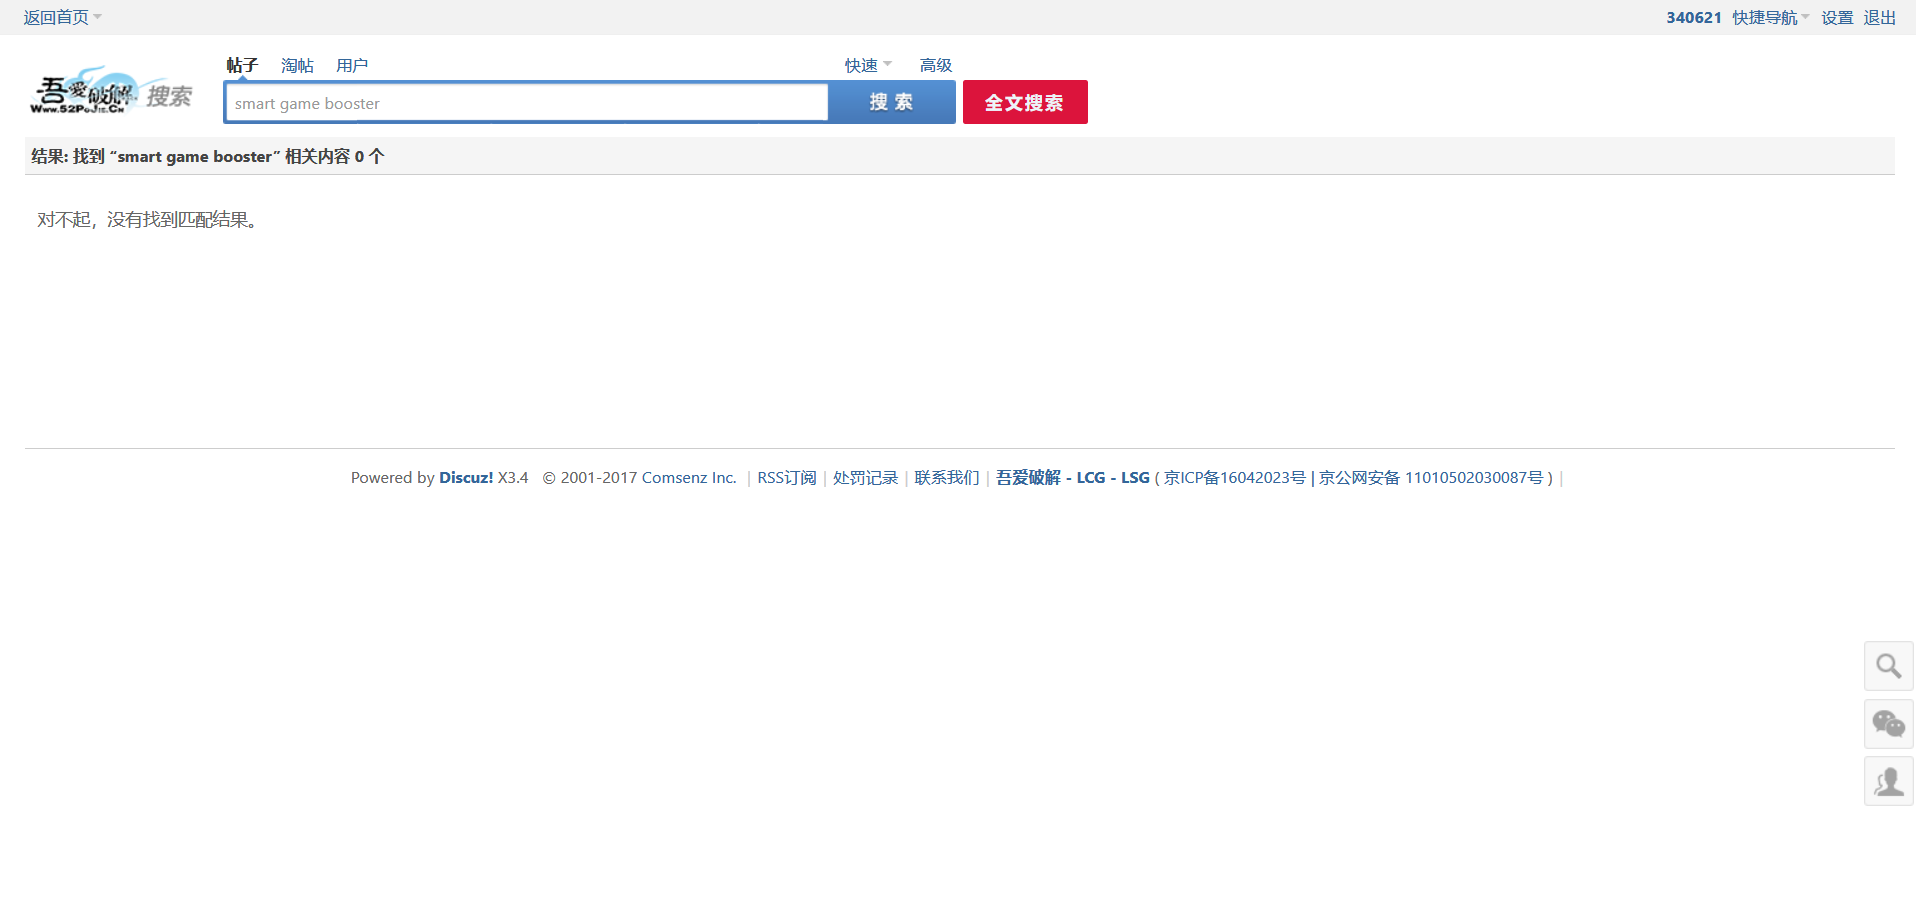 返回首页
340621 快捷导航 设置 退出
吾愛破解 搜索
www.52PoJie.Cn
帖子 淘帖 用户 快速 高级
smart game booster 搜索 全文搜索
结果: 找到 “smart game booster” 相关内容 0 个
对不起，没有找到匹配结果。
Powered by Discuz! X3.4 © 2001-2017 Comsenz Inc. | RSS订阅 | 处罚记录 | 联系我们 | 吾爱破解 - LCG - LSG ( 京ICP备16042023号 | 京公网安备 11010502030087号 ) |